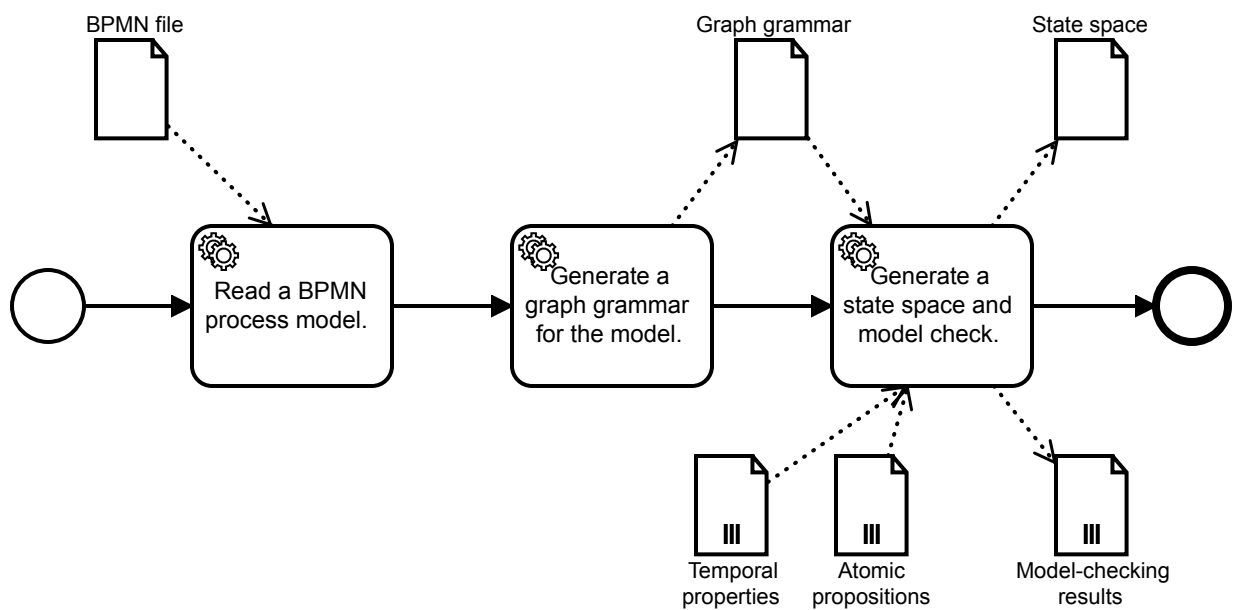 BPMN file
Graph grammar
State space
Read a BPMN
process model.
Generate a
graph grammar
for the model.
Generate a
state space and
model check.
Temporal
properties
Atomic
propositions
Model-checking
results